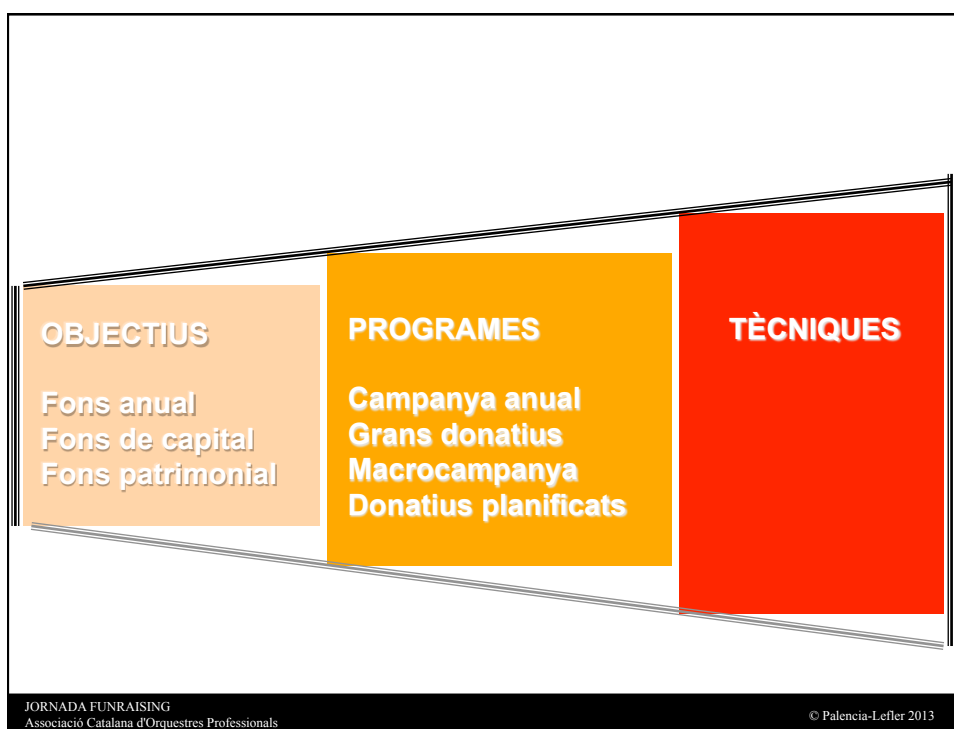 OBJECTIUS
Fons anual
Fons de capital
Fons patrimonial
PROGRAMES
Campanya anual
Grans donatius
Macrocampanya
Donatius planificats
TÈCNIQUES
JORNADA FUNRAISING
Associació Catalana d'Orquestres Professionals
© Palencia-Lefler 2013